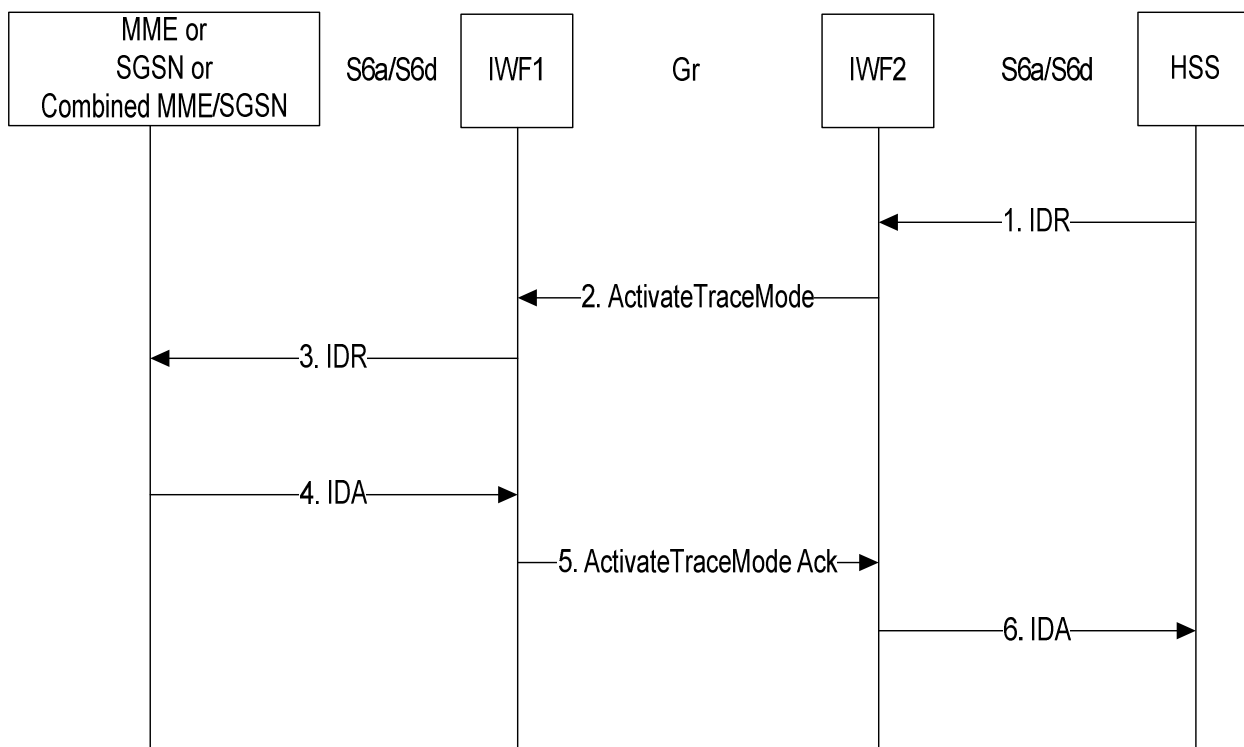 MME or
SGSN or
Combined MME/SGSN
S6a/S6d
IWF1
Gr
IWF2
S6a/S6d
HSS
1. IDR
2. ActivateTraceMode
3. IDR
4. IDA
5. ActivateTraceMode Ack
6. IDA